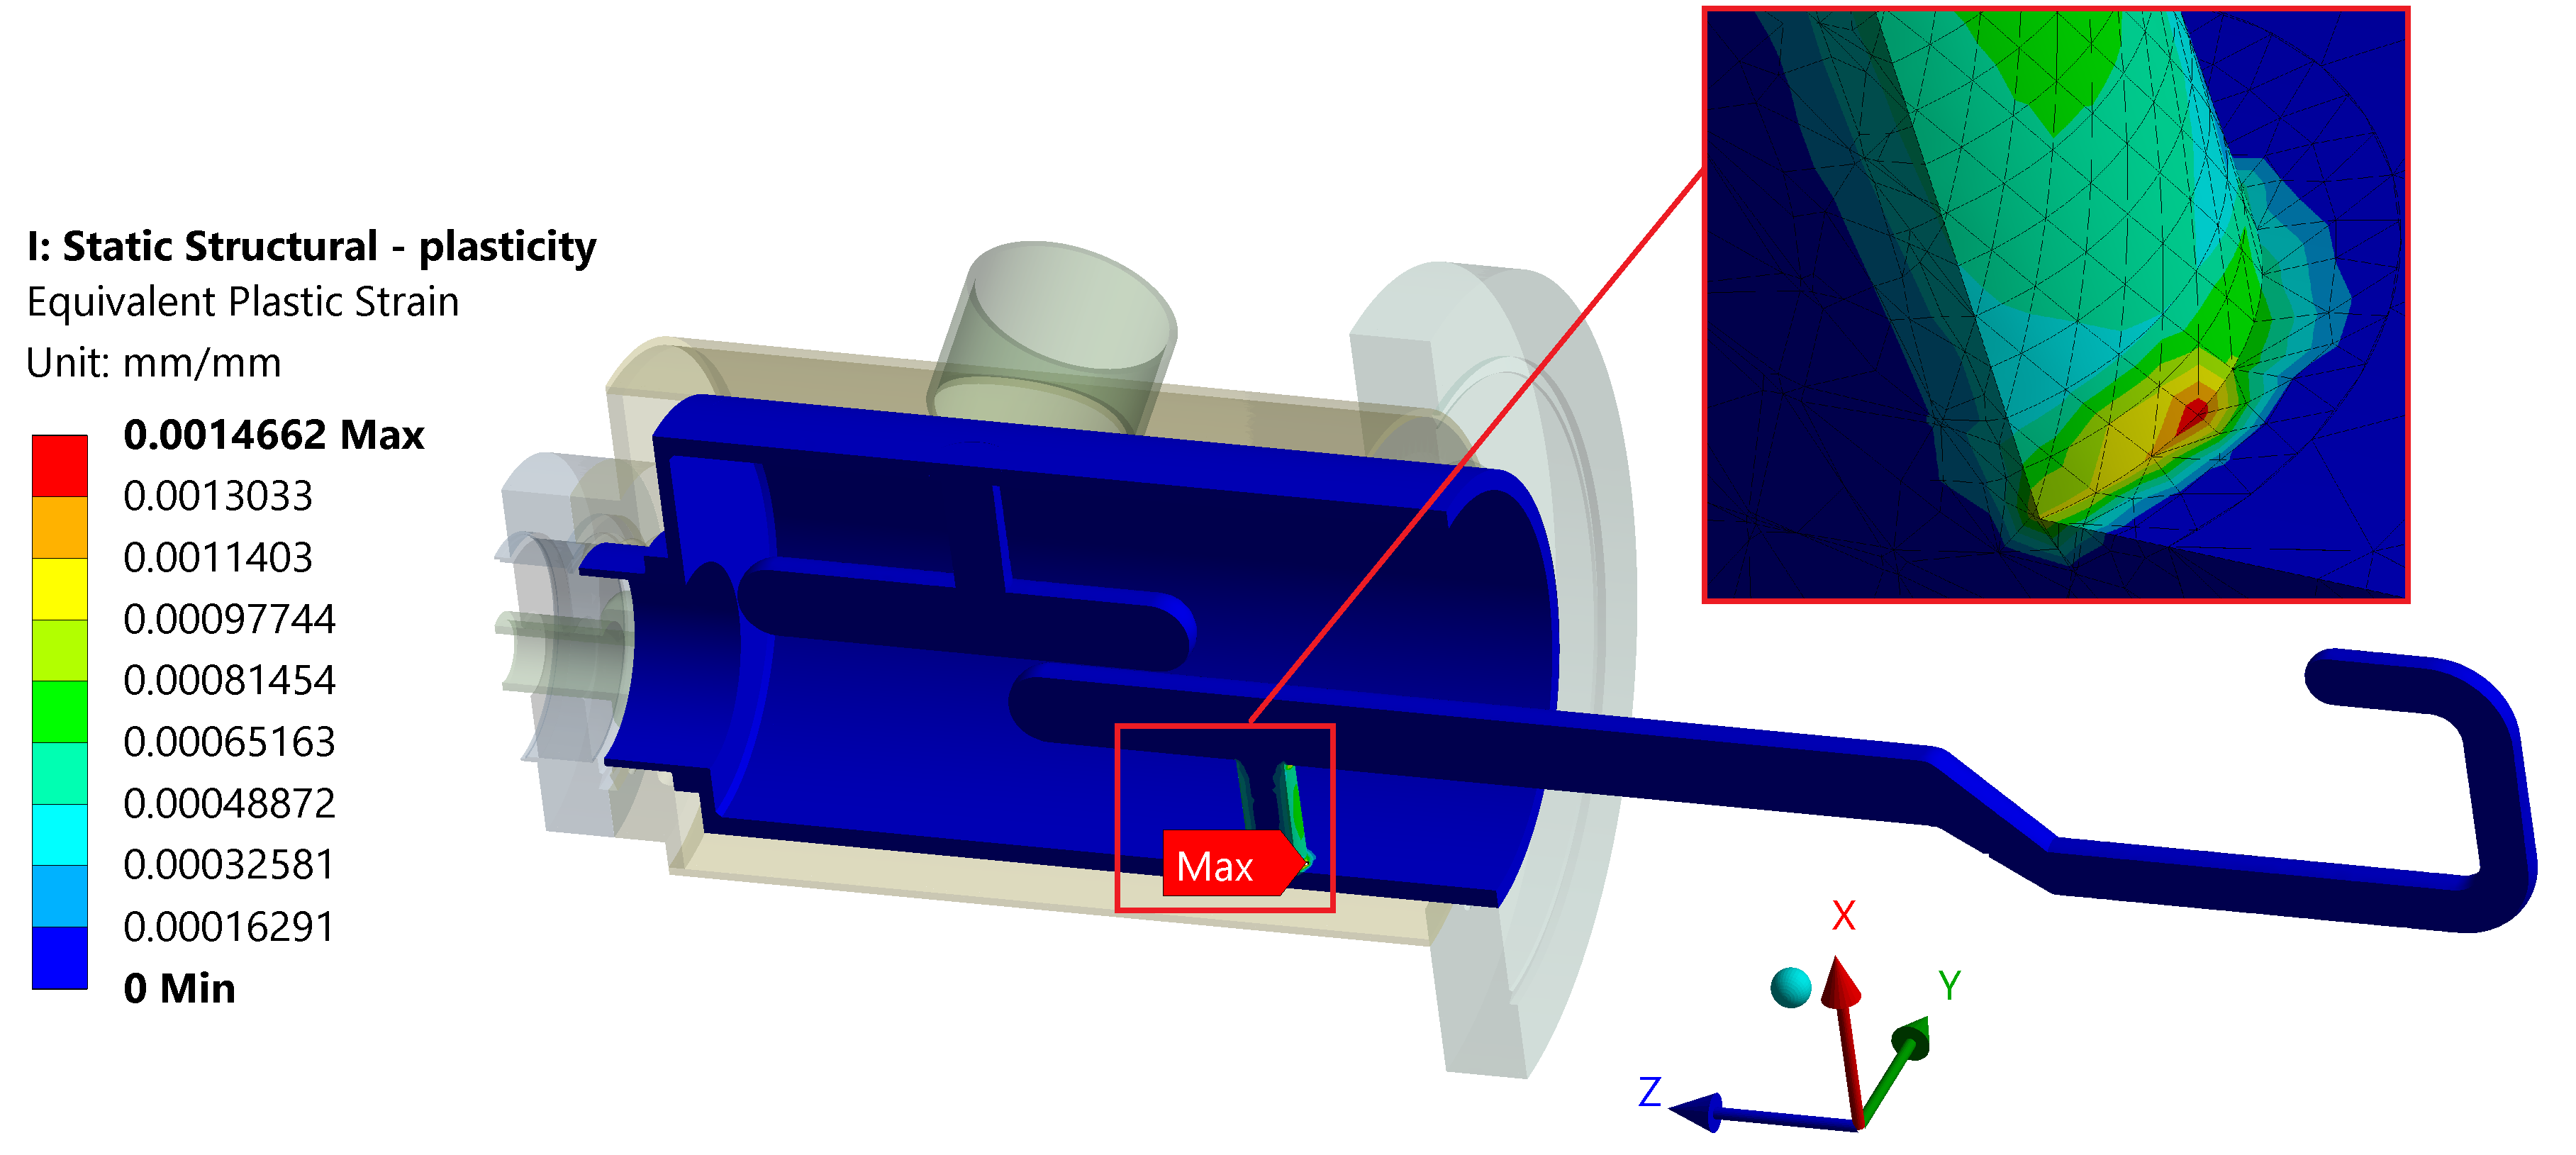 I: Static Structural - plasticity
Equivalent Plastic Strain
Unit: mm/mm
0.0014662 Max
0.0013033
0.0011403
0.00097744
0.00081454
0.00065163
0.00048872
0.00032581
0.00016291
0 Min
Max
X
Y
Z